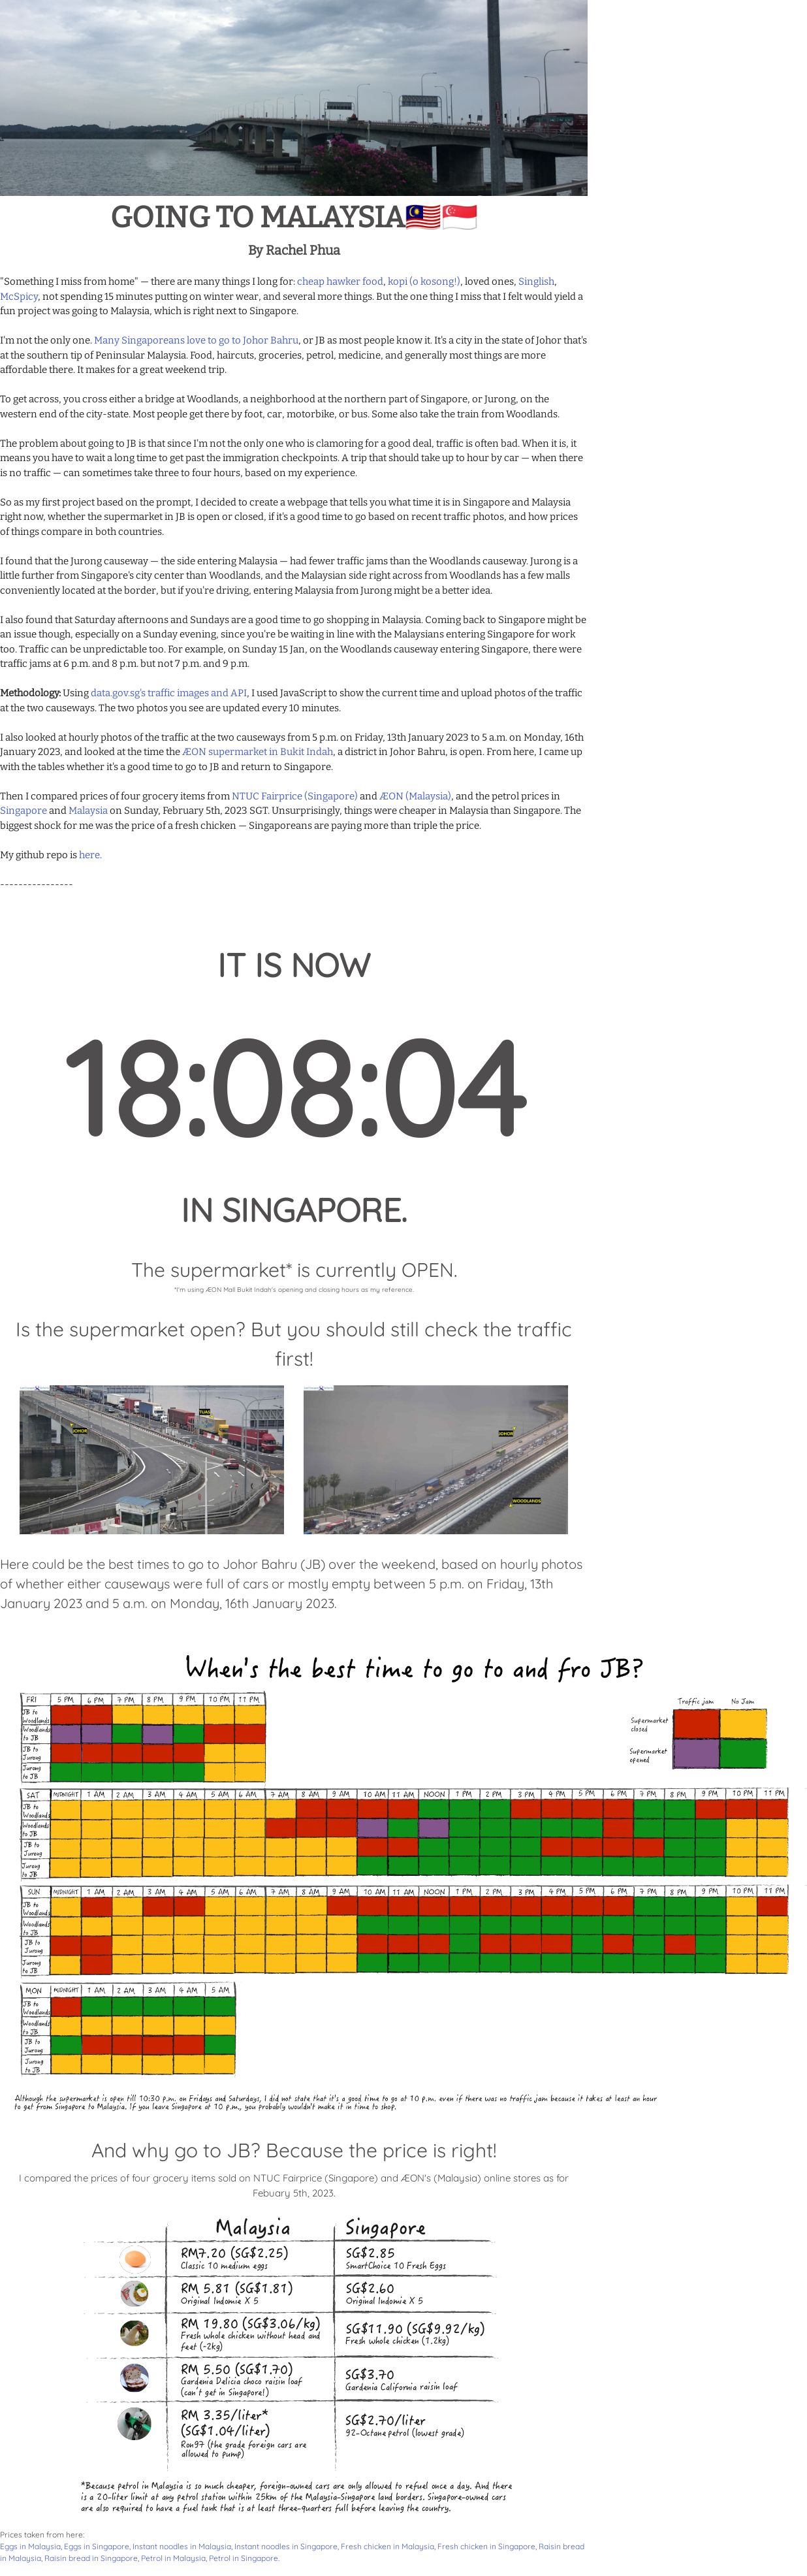 GOING TO MALAYSIA🇲🇾🇸🇬
By Rachel Phua
"Something I miss from home" — there are many things I long for: cheap hawker food, kopi (o kosong!), loved ones, Singlish,
McSpicy, not spending 15 minutes putting on winter wear, and several more things. But the one thing I miss that I felt would yield a
fun project was going to Malaysia, which is right next to Singapore.
I'm not the only one. Many Singaporeans love to go to Johor Bahru, or JB as most people know it. It's a city in the state of Johor that's
at the southern tip of Peninsular Malaysia. Food, haircuts, groceries, petrol, medicine, and generally most things are more
affordable there. It makes for a great weekend trip.
To get across, you cross either a bridge at Woodlands, a neighborhood at the northern part of Singapore, or Jurong, on the
western end of the city-state. Most people get there by foot, car, motorbike, or bus. Some also take the train from Woodlands.
The problem about going to JB is that since I'm not the only one who is clamoring for a good deal, traffic is often bad. When it is, it
means you have to wait a long time to get past the immigration checkpoints. A trip that should take up to hour by car — when there
is no traffic — can sometimes take three to four hours, based on my experience.
So as my first project based on the prompt, I decided to create a webpage that tells you what time it is in Singapore and Malaysia
right now, whether the supermarket in JB is open or closed, if it's a good time to go based on recent traffic photos, and how prices
of things compare in both countries.
I found that the Jurong causeway — the side entering Malaysia — had fewer traffic jams than the Woodlands causeway. Jurong is a
little further from Singapore's city center than Woodlands, and the Malaysian side right across from Woodlands has a few malls
conveniently located at the border, but if you're driving, entering Malaysia from Jurong might be a better idea.
I also found that Saturday afternoons and Sundays are a good time to go shopping in Malaysia. Coming back to Singapore might be
an issue though, especially on a Sunday evening, since you're be waiting in line with the Malaysians entering Singapore for work
too. Traffic can be unpredictable too. For example, on Sunday 15 Jan, on the Woodlands causeway entering Singapore, there were
traffic jams at 6 p.m. and 8 p.m. but not 7 p.m. and 9 p.m.
Methodology: Using data.gov.sg's traffic images and API, I used JavaScript to show the current time and upload photos of the traffic
at the two causeways. The two photos you see are updated every 10 minutes.
I also looked at hourly photos of the traffic at the two causeways from 5 p.m. on Friday, 13th January 2023 to 5 a.m. on Monday, 16th
January 2023, and looked at the time the ÆON supermarket in Bukit Indah, a district in Johor Bahru, is open. From here, I came up
with the tables whether it's a good time to go to JB and return to Singapore.
Then I compared prices of four grocery items from NTUC Fairprice (Singapore) and ÆON (Malaysia), and the petrol prices in
Singapore and Malaysia on Sunday, February 5th, 2023 SGT. Unsurprisingly, things were cheaper in Malaysia than Singapore. The
biggest shock for me was the price of a fresh chicken — Singaporeans are paying more than triple the price.
My github repo is here.
----------------
IT IS NOW
18:08:04
IN SINGAPORE.
The supermarket* is currently OPEN.
*I'm using ÆON Mall Bukit Indah's opening and closing hours as my reference.
Is the supermarket open? But you should still check the traffic
first!
JOHOR
TUAS
JOHOR
WOODLANDS
Here could be the best times to go to Johor Bahru (JB) over the weekend, based on hourly photos
of whether either causeways were full of cars or mostly empty between 5 p.m. on Friday, 13th
January 2023 and 5 a.m. on Monday, 16th January 2023.
When's the best time to go to and fro JB?
Traffic jam No Jam
Supermarket
closed
Supermarket
opened
FRI 5 PM 6 PM 7 PM 8 PM 9 PM 10 PM 11 PM
JB to
Woodlands
Woodlands
to JB
JB to
Jurong
Jurong
to JB
SAT MIDNIGHT 1 AM 2 AM 3 AM 4 AM 5 AM 6 AM 7 AM 8 AM 9 AM 10 AM 11 AM NOON 1 PM 2 PM 3 PM 4 PM 5 PM 6 PM 7 PM 8 PM 9 PM 10 PM 11 PM
JB to
Woodlands
Woodlands
to JB
JB to
Jurong
Jurong
to JB
SUN MIDNIGHT 1 AM 2 AM 3 AM 4 AM 5 AM 6 AM 7 AM 8 AM 9 AM 10 AM 11 AM NOON 1 PM 2 PM 3 PM 4 PM 5 PM 6 PM 7 PM 8 PM 9 PM 10 PM 11 PM
JB to
Woodlands
Woodlands
to JB
JB to
Jurong
Jurong
to JB
MON MIDNIGHT 1 AM 2 AM 3 AM 4 AM 5 AM
JB to
Woodlands
Woodlands
to JB
JB to
Jurong
Jurong
to JB
Although the supermarket is open till 10:30 p.m. on Fridays and Saturdays, I did not state that it's a good time to go at 10 p.m. even if there was no traffic jam because it takes at least an hour
to get from Singapore to Malaysia. If you leave Singapore at 10 p.m., you probably wouldn't make it in time to shop.
And why go to JB? Because the price is right!
I compared the prices of four grocery items sold on NTUC Fairprice (Singapore) and ÆON's (Malaysia) online stores as for
Febuary 5th, 2023.
Malaysia Singapore
RM7.20 (SG$2.25) SG$2.85
Classic 10 medium eggs SmartChoice 10 Fresh Eggs
RM 5.81 (SG$1.81) SG$2.60
Original Indomie X 5 Original Indomie X 5
RM 19.80 (SG$3.06/kg) SG$11.90 (SG$9.92/kg)
Fresh whole chicken without head and Fresh whole chicken (1.2kg)
feet (~2kg)
RM 5.50 (SG$1.70) SG$3.70
Gardenia Delicia choco raisin loaf Gardenia California raisin loaf
(can't get in Singapore!)
RM 3.35/liter* SG$2.70/liter
(SG$1.04/liter) 92-Octane petrol (lowest grade)
Ron97 (the grade foreign cars are
allowed to pump)
*Because petrol in Malaysia is so much cheaper, foreign-owned cars are only allowed to refuel once a day. And there
is a 20-liter limit at any petrol station within 25km of the Malaysia-Singapore land borders. Singapore-owned cars
are also required to have a fuel tank that is at least three-quarters full before leaving the country.
Prices taken from here:
Eggs in Malaysia, Eggs in Singapore, Instant noodles in Malaysia, Instant noodles in Singapore, Fresh chicken in Malaysia, Fresh chicken in Singapore, Raisin bread
in Malaysia, Raisin bread in Singapore, Petrol in Malaysia, Petrol in Singapore.